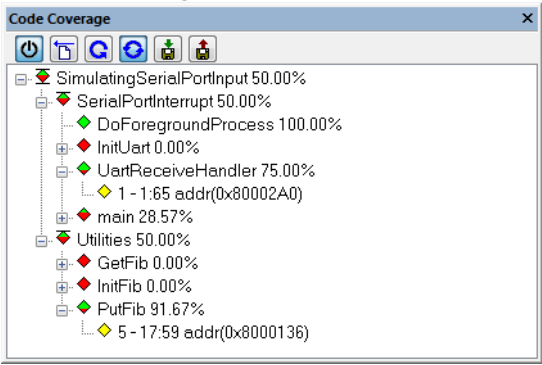 Code Coverage
SimulatingSerialPortInput 50.00%
SerialPortInterrupt 50.00%
DoForegroundProcess 100.00%
InitUart 0.00%
UartReceiveHandler 75.00%
1 - 1:65 addr(0x80002A0)
main 28.57%
Utilities 50.00%
GetFib 0.00%
InitFib 0.00%
PutFib 91.67%
5 - 17:59 addr(0x8000136)